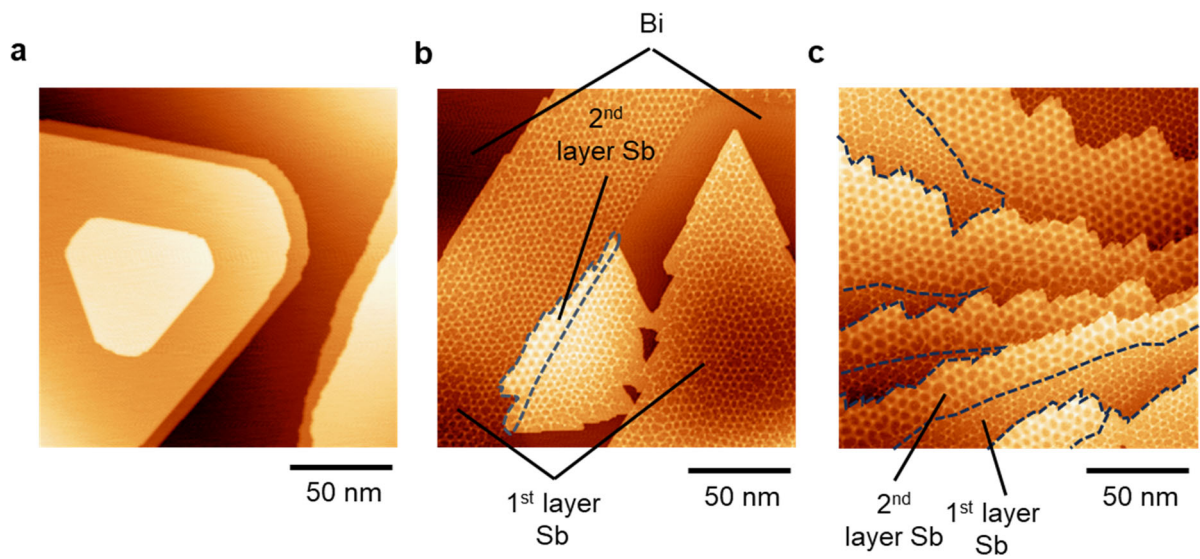 Bi
a
b
c
2nd
layer Sb
50 nm
50 nm
50 nm
1st layer
Sb
2nd
layer Sb
1st layer
Sb